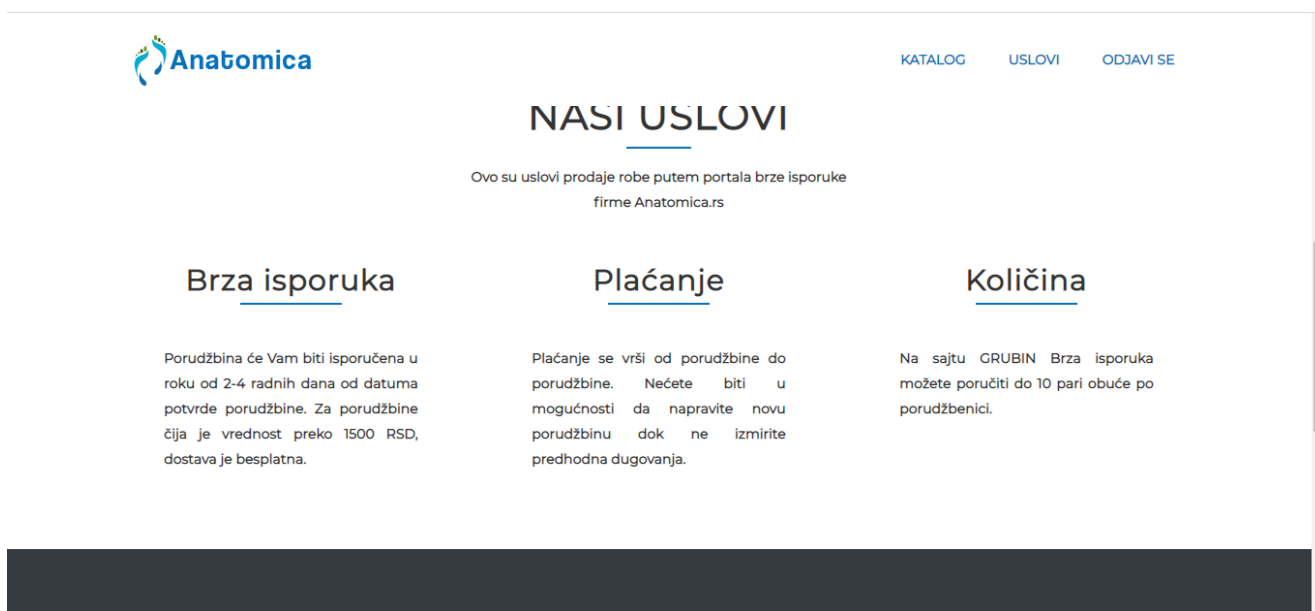 Anatomica
KATALOG USLOVI ODJAVI SE
NAŠI USLOVI
Ovo su uslovi prodaje robe putem portala brze isporuke
firme Anatomica.rs
Brza isporuka
Porudžbina će Vam biti isporučena u
roku od 2-4 radnih dana od datuma
potvrde porudžbine. Za porudžbine
čija je vrednost preko 1500 RSD,
dostava je besplatna.
Plaćanje
Plaćanje se vrši od porudžbine do
porudžbine. Nećete biti u
mogućnosti da napravite novu
porudžbinu dok ne izmirite
predhodna dugovanja.
Količina
Na sajtu GRUBIN Brza isporuka
možete poručiti do 10 pari obuće po
porudžbenici.